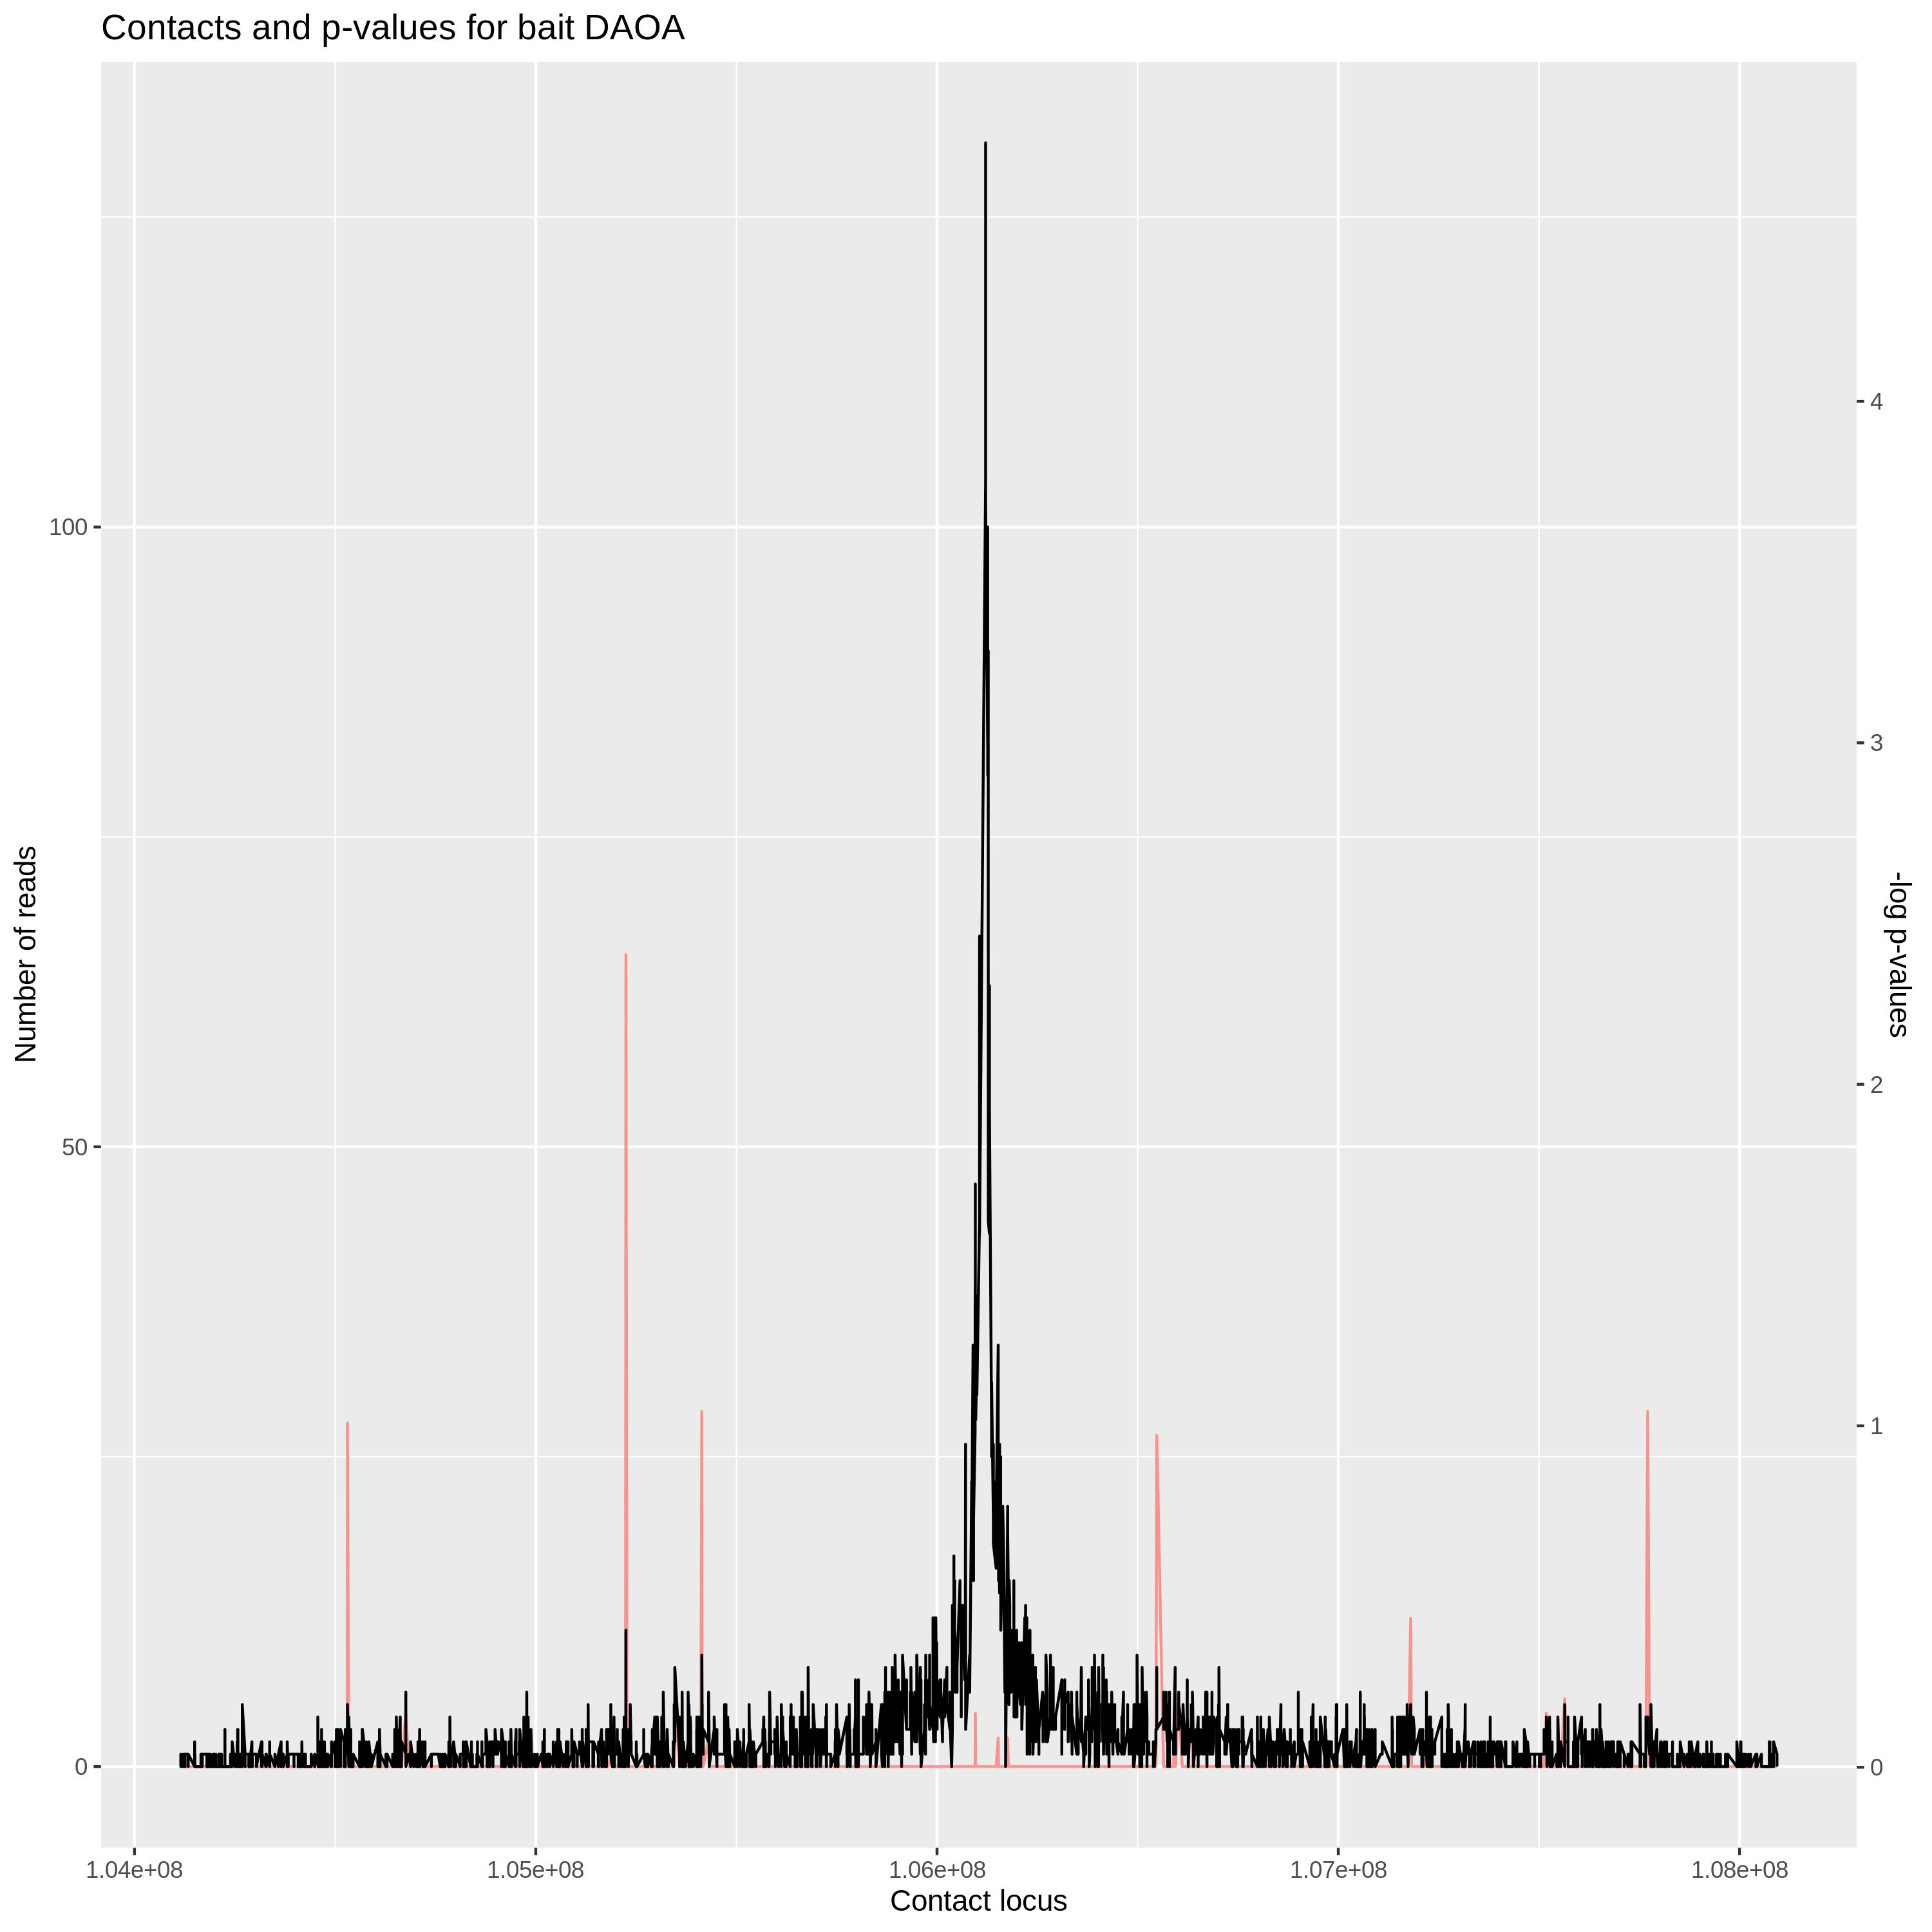 Contacts and p-values for bait DAOA
Number of reads
100
50
0
4
3
2
1
0
-log p-values
1.04e+08
1.05e+08
1.06e+08
1.07e+08
1.08e+08
Contact locus